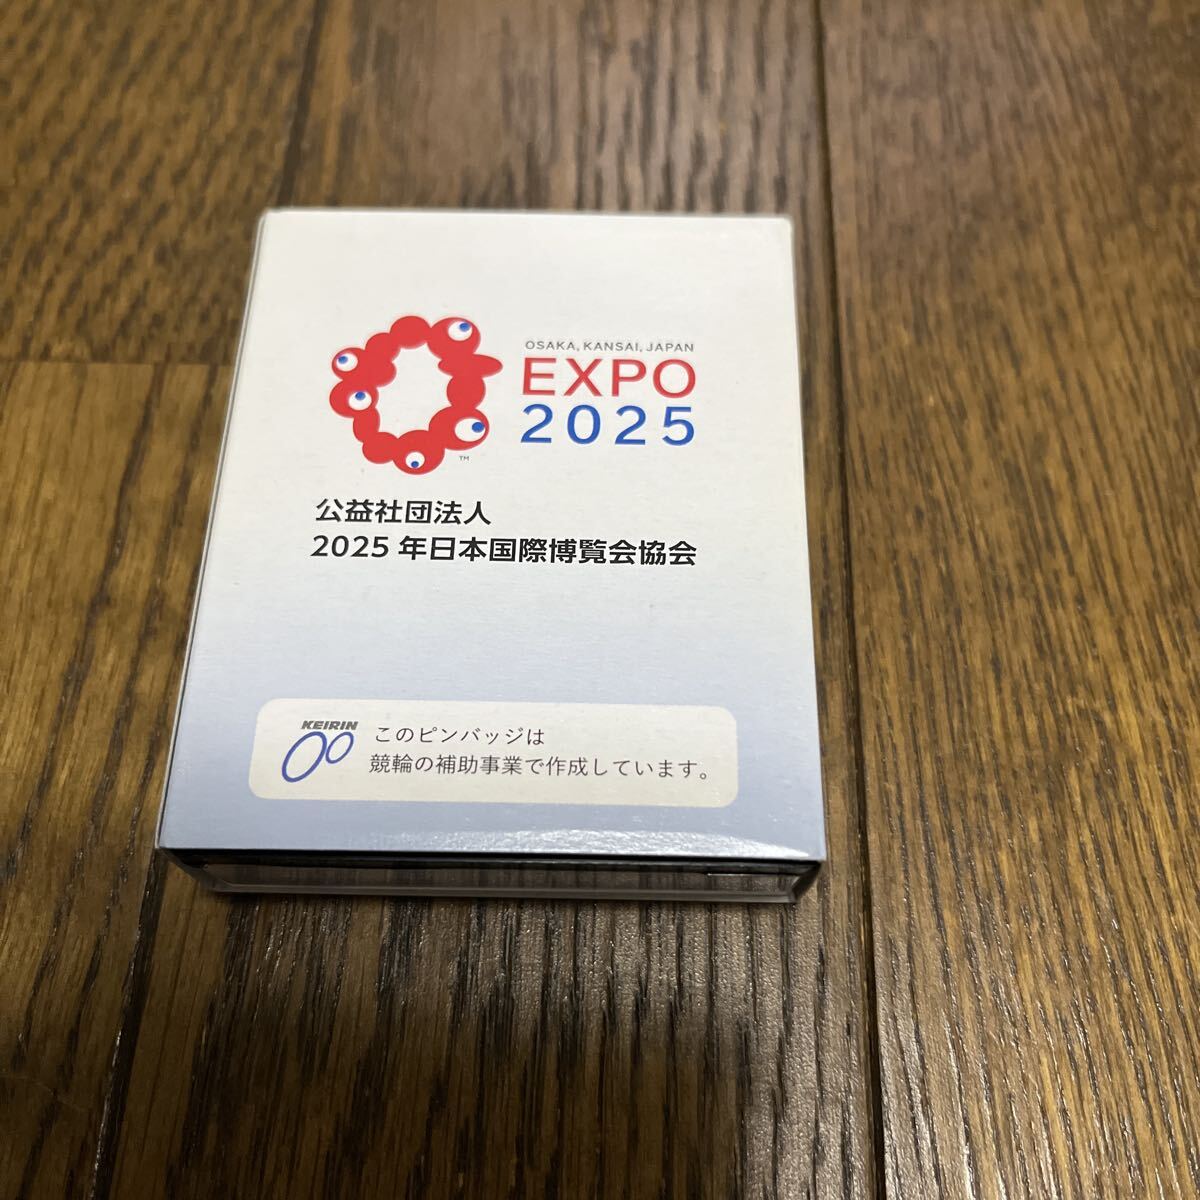 OSAKA, KANSAI, JAPAN
EXPO
2025
TM
公益社団法人
2025 年日本国際博覧会協会
KEIRIN
このピンバッジは
競輪の補助事業で作成しています。